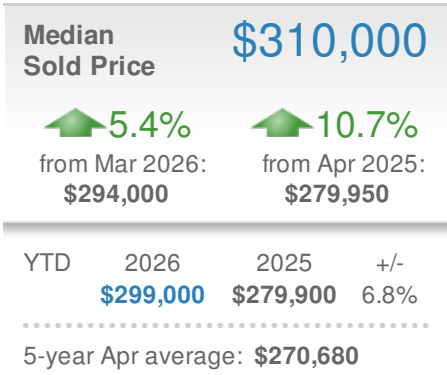 Median
Sold Price
$310,000
5.4%
from Mar 2026:
$294,000
10.7%
from Apr 2025:
$279,950
YTD 2026 2025 +/-
$299,000 $279,900 6.8%
5-year Apr average: $270,680